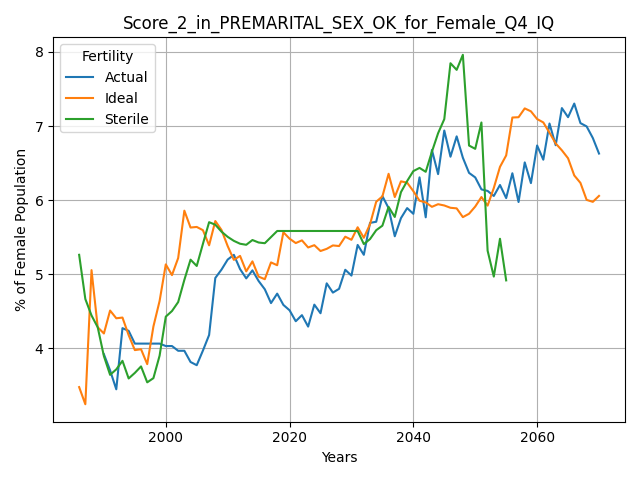 Score_2_in_PREMARITAL_SEX_OK_for_Female_Q4_IQ
Fertility
Actual
Ideal
Sterile
% of Female Population
8
7
6
5
4
2000 2020 2040 2060
Years